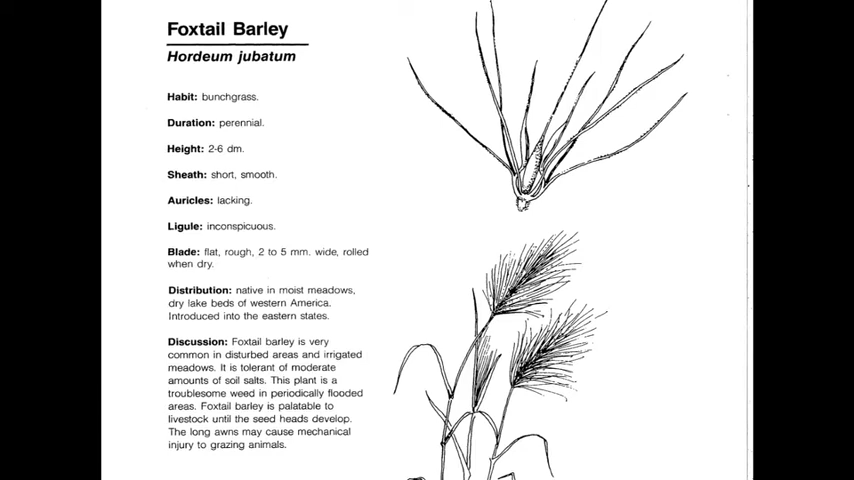 Foxtail Barley
Hordeum jubatum
Habit: bunchgrass.
Duration: perennial.
Height: 2-6 dm.
Sheath: short, smooth.
Auricles: lacking.
Ligule: inconspicuous.
Blade: flat, rough, 2 to 5 mm. wide, rolled
when dry.
Distribution: native in moist meadows,
dry lake beds of western America.
Introduced into the eastern states.
Discussion: Foxtail barley is very
common in disturbed areas and irrigated
meadows. It is tolerant of moderate
amounts of soil salts. This plant is a
troublesome weed in periodically flooded
areas. Foxtail barley is palatable to
livestock until the seed heads develop.
The long awns may cause mechanical
injury to grazing animals.